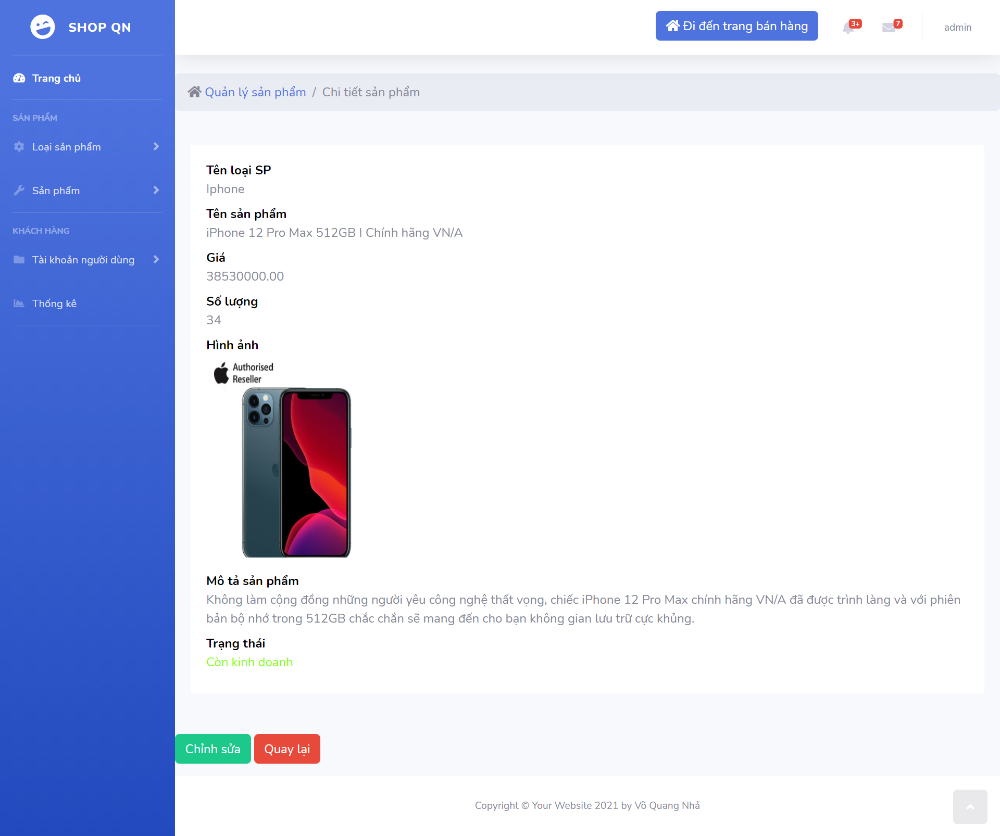 SHOP QN
Đi đến trang bán hàng
3+
7
admin
Trang chủ
SẢN PHẨM
Loại sản phẩm
Sản phẩm
KHÁCH HÀNG
Tài khoản người dùng
Thống kê
Quản lý sản phẩm / Chi tiết sản phẩm
Tên loại SP
Iphone
Tên sản phẩm
iPhone 12 Pro Max 512GB I Chính hãng VN/A
Giá
38530000.00
Số lượng
34
Hình ảnh
Authorised
Reseller
Mô tả sản phẩm
Không làm cộng đồng những người yêu công nghệ thất vọng, chiếc iPhone 12 Pro Max chính hãng VN/A đã được trình làng và với phiên
bản bộ nhớ trong 512GB chắc chắn sẽ mang đến cho bạn không gian lưu trữ cực khủng.
Trạng thái
Còn kinh doanh
Chỉnh sửa
Quay lại
Copyright © Your Website 2021 by Võ Quang Nhả